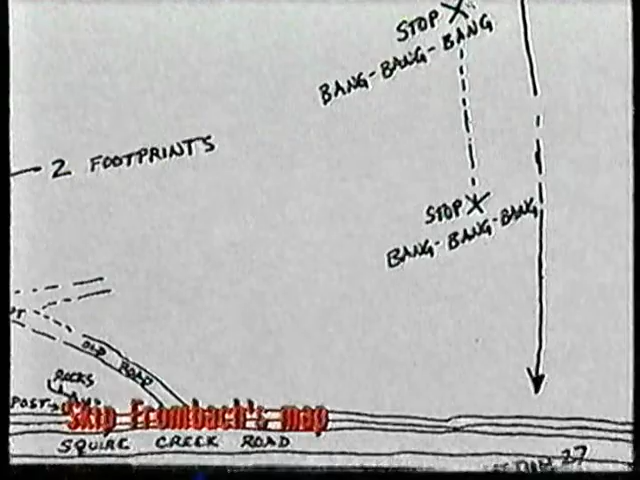 STOP X
BANG-BANG-BANG
2 FOOTPRINTS
STOP X
BANG-BANG-BANG
OLD ROAD
ROCKS
POST
Skip Frombach's map
SQUIRE CREEK ROAD
27